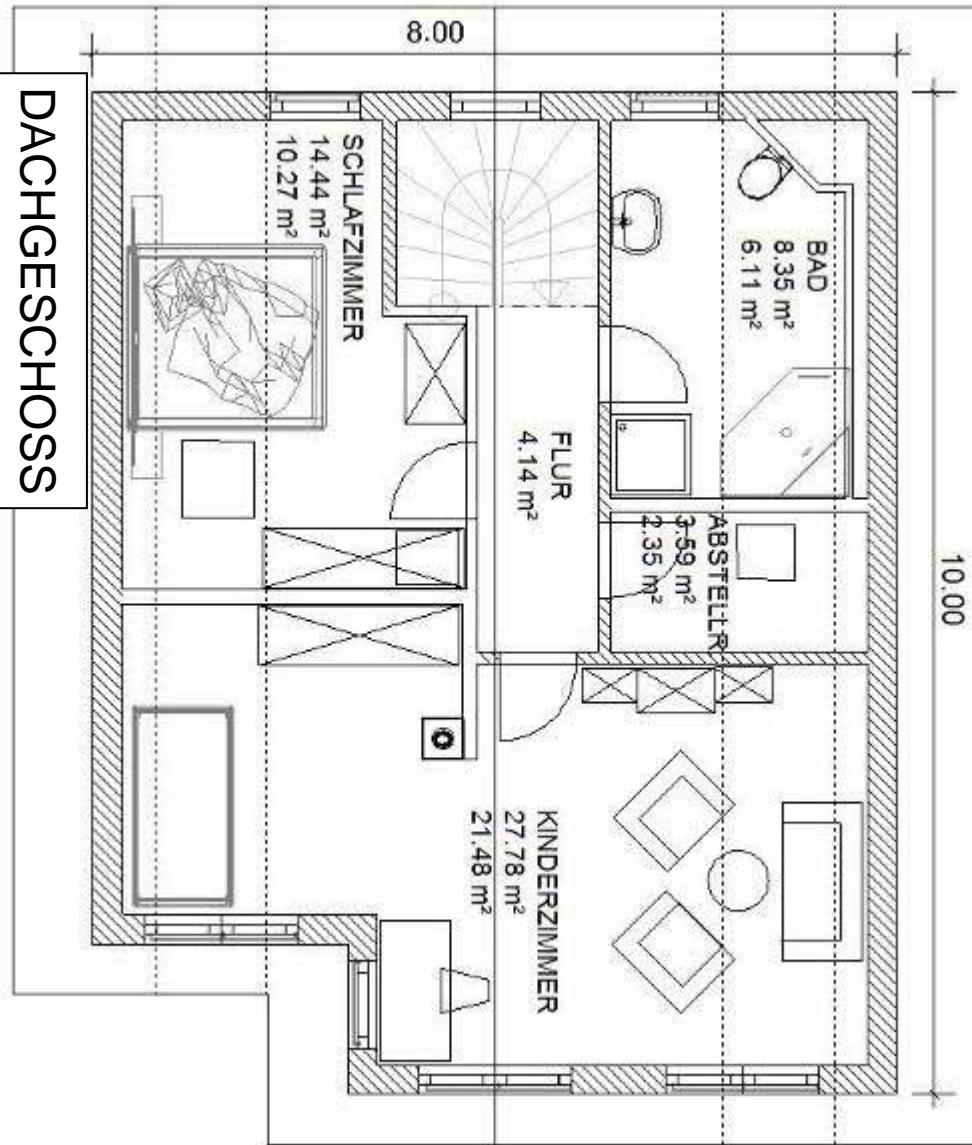 DACHGESCHOSS
8.00
10.00
SCHLAFZIMMER
14.44 m²
10.27 m²
FLUR
4.14 m²
BAD
8.35 m²
6.11 m²
ABSTELLR
3.59 m²
2.35 m²
KINDERZIMMER
27.78 m²
21.48 m²